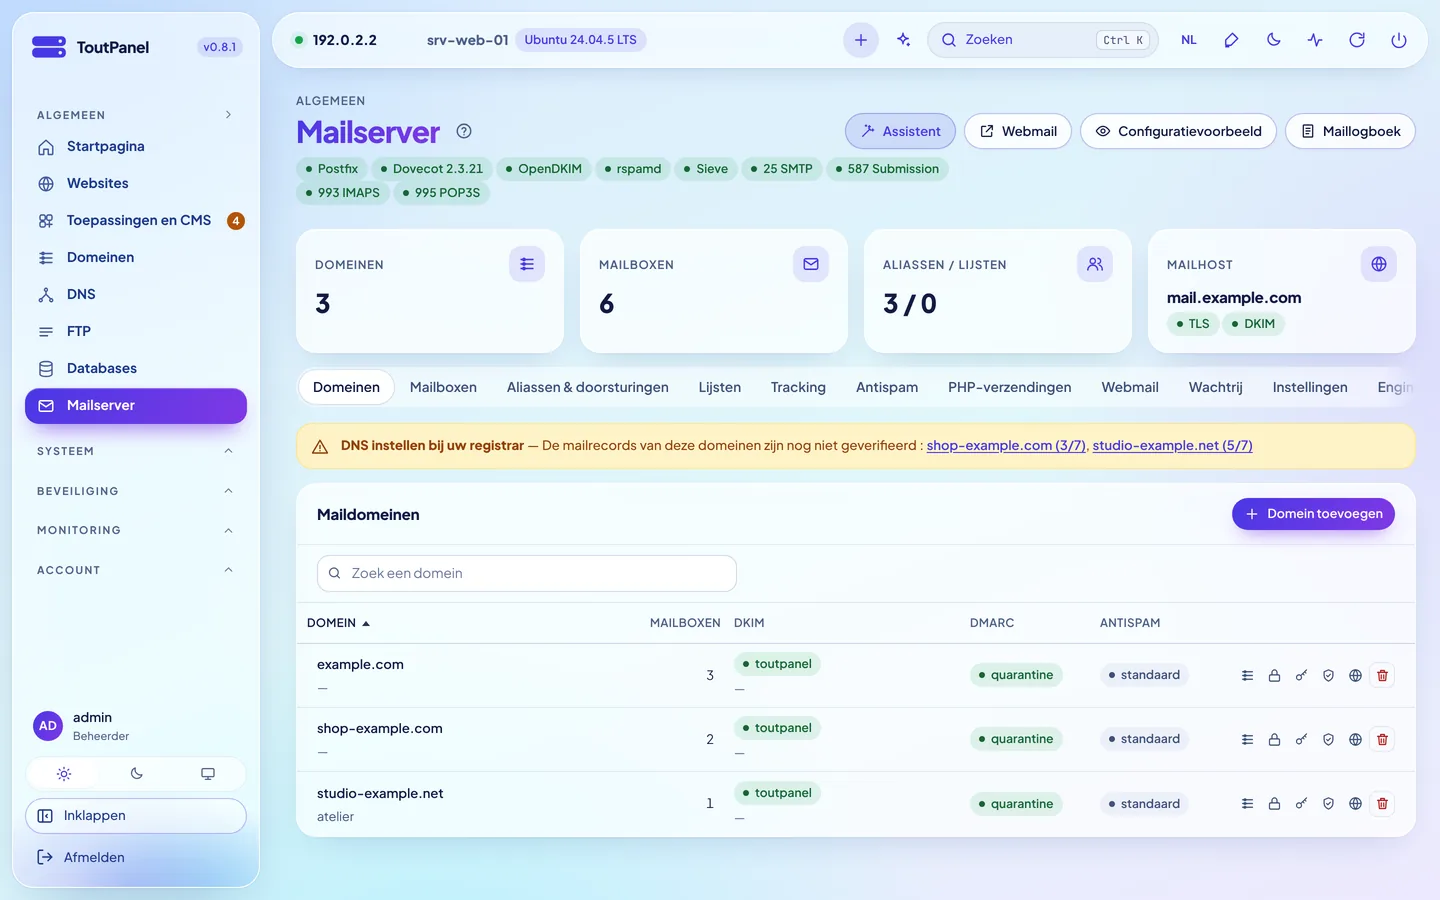 ToutPanel
v0.8.1
ALGEMEEN
Startpagina
Websites
Toepassingen en CMS
4
Domeinen
DNS
FTP
Databases
Mailserver
SYSTEEM
BEVEILIGING
MONITORING
ACCOUNT
AD
admin
Beheerder
Inklappen
Afmelden
192.0.2.2
srv-web-01
Ubuntu 24.04.5 LTS
Zoeken
Ctrl K
NL
ALGEMEEN
Mailserver
Assistent
Webmail
Configuratievoorbeeld
Maillogboek
Postfix
Dovecot 2.3.21
OpenDKIM
rspamd
Sieve
25 SMTP
587 Submission
993 IMAPS
995 POP3S
DOMEINEN
3
MAILBOXEN
6
ALIASSEN / LIJSTEN
3 / 0
MAILHOST
mail.example.com
TLS
DKIM
Domeinen
Mailboxen
Aliassen & doorsturingen
Lijsten
Tracking
Antispam
PHP-verzendingen
Webmail
Wachtrij
Instellingen
Engin
DNS instellen bij uw registrar — De mailrecords van deze domeinen zijn nog niet geverifieerd : shop-example.com (3/7), studio-example.net (5/7)
Maildomeinen
Domein toevoegen
Zoek een domein
DOMEIN
MAILBOXEN
DKIM
DMARC
ANTISPAM
example.com
—
3
toutpanel
—
quarantine
standaard
shop-example.com
—
2
toutpanel
—
quarantine
standaard
studio-example.net
atelier
1
toutpanel
—
quarantine
standaard